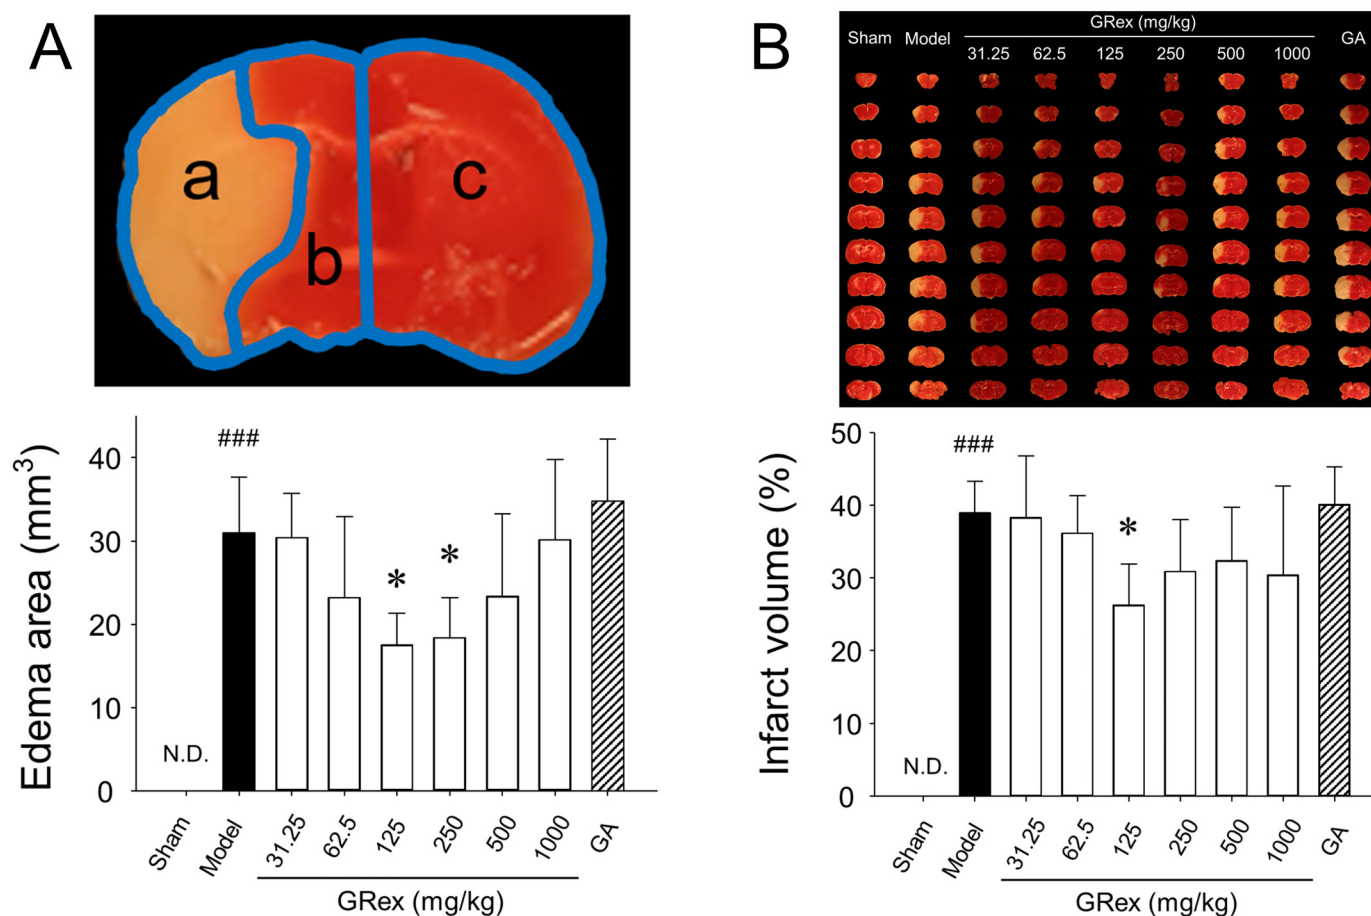 A
a
b
c
Edema area (mm³)
40
30
20
10
0
N.D.
###
*
*
Sham
Model
31.25
62.5
125
250
500
1000
GA
GRex (mg/kg)
B
GRex (mg/kg)
Sham
Model
31.25
62.5
125
250
500
1000
GA
Infarct volume (%)
50
40
30
20
10
0
N.D.
###
*
Sham
Model
31.25
62.5
125
250
500
1000
GA
GRex (mg/kg)